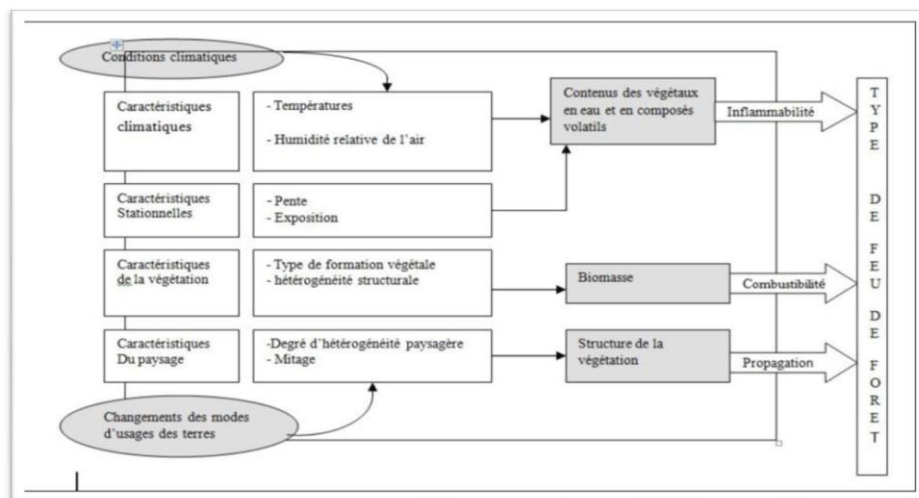 Conditions climatiques
Caractéristiques
climatiques
- Températures
- Humidité relative de l'air
Contenus des végétaux
en eau et en composés
volatils
Inflammabilité
Caractéristiques
Stationnelles
- Pente
- Exposition
Caractéristiques
de la végétation
- Type de formation végétale
- hétérogénéité structurale
Biomasse
Combustibilité
Caractéristiques
Du paysage
-Degré d'hétérogénéité paysagère
- Mitage
Structure de la
végétation
Propagation
Changements des modes
d'usages des terres
TYPE DE FEU DE FORET